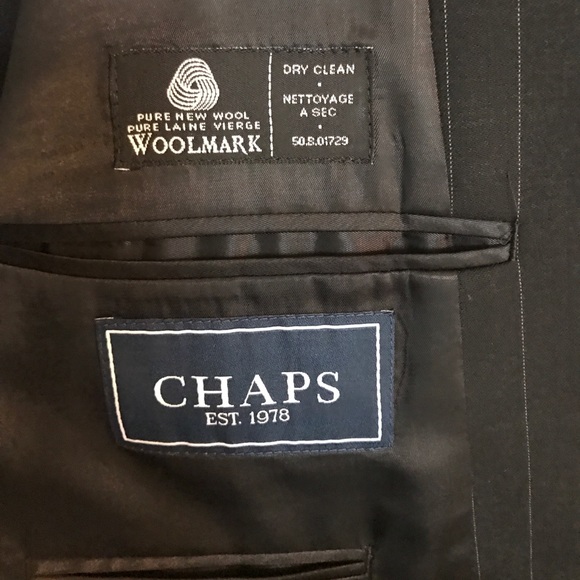 PURE NEW WOOL
PURE LAINE VIERGE
WOOLMARK
DRY CLEAN
•
NETTOYAGE
A SEC
•
50.B.01729
CHAPS
EST. 1978